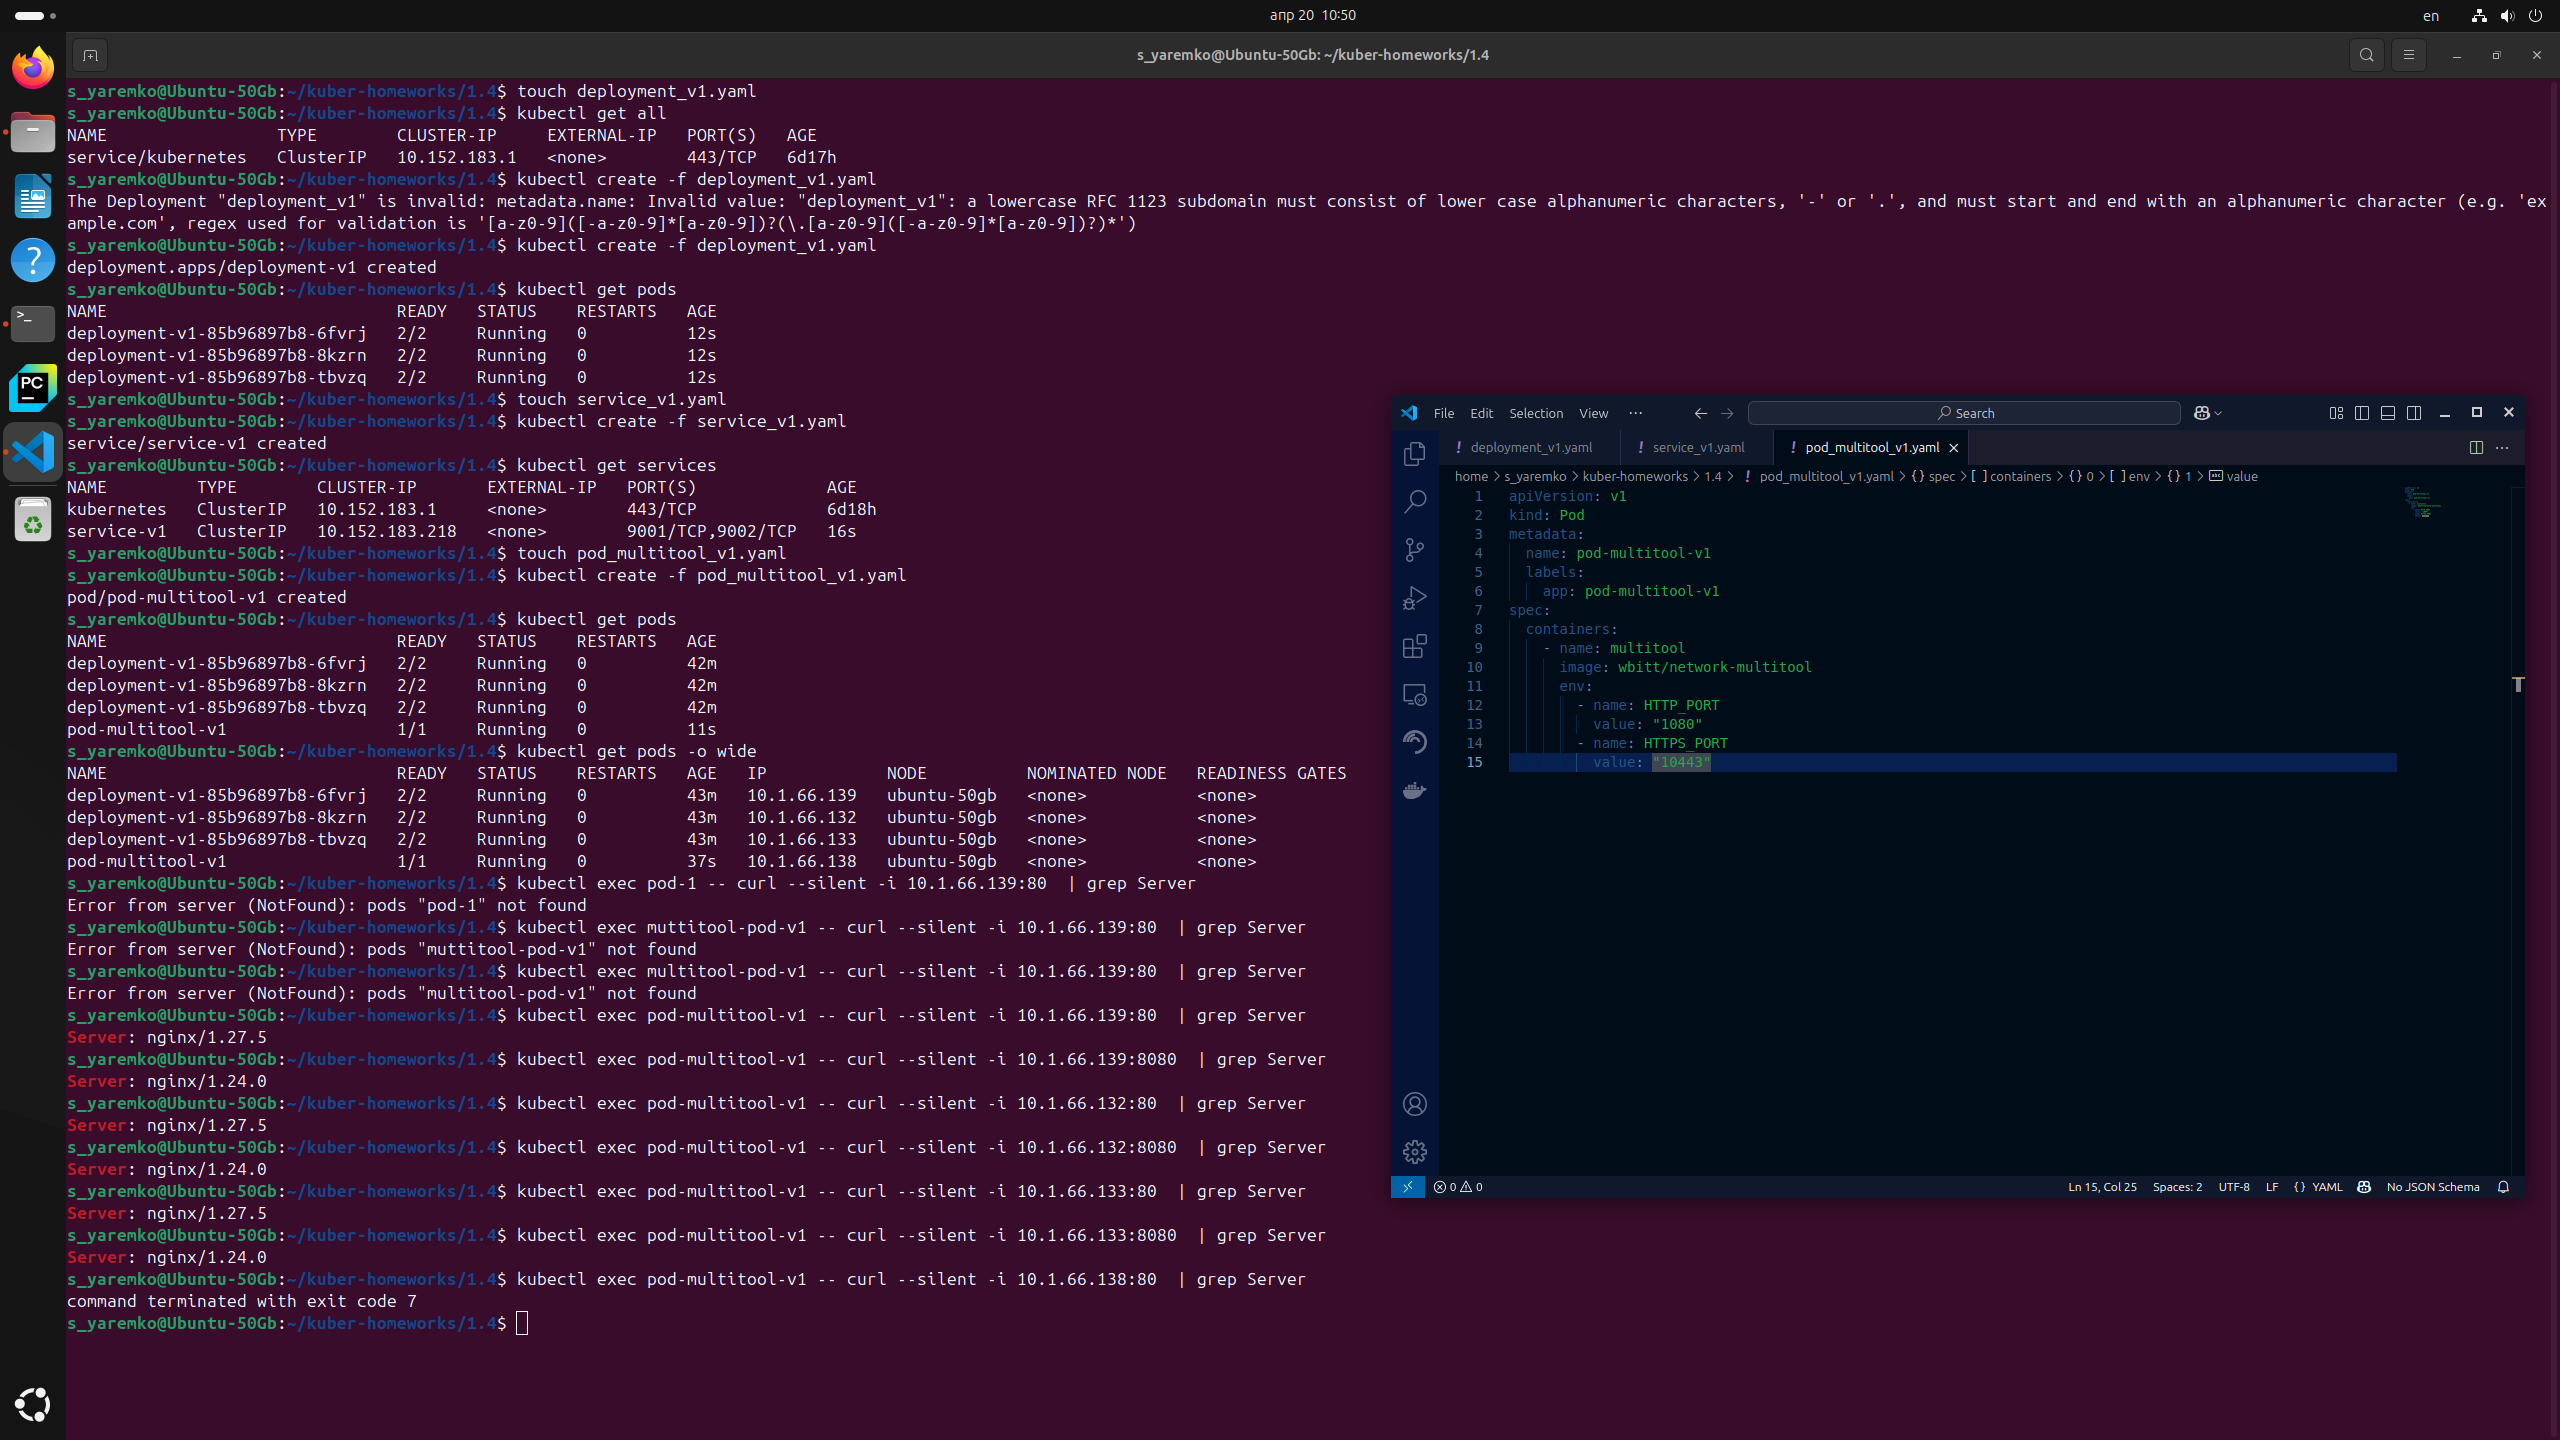 апр 20  10:50
en
s_yaremko@Ubuntu-50Gb: ~/kuber-homeworks/1.4
s_yaremko@Ubuntu-50Gb:~/kuber-homeworks/1.4$ touch deployment_v1.yaml
s_yaremko@Ubuntu-50Gb:~/kuber-homeworks/1.4$ kubectl get all
NAME                 TYPE        CLUSTER-IP     EXTERNAL-IP   PORT(S)   AGE
service/kubernetes   ClusterIP   10.152.183.1   <none>        443/TCP   6d17h
s_yaremko@Ubuntu-50Gb:~/kuber-homeworks/1.4$ kubectl create -f deployment_v1.yaml
The Deployment "deployment_v1" is invalid: metadata.name: Invalid value: "deployment_v1": a lowercase RFC 1123 subdomain must consist of lower case alphanumeric characters, '-' or '.', and must start and end with an alphanumeric character (e.g. 'ex
ample.com', regex used for validation is '[a-z0-9]([-a-z0-9]*[a-z0-9])?(\.[a-z0-9]([-a-z0-9]*[a-z0-9])?)*')
s_yaremko@Ubuntu-50Gb:~/kuber-homeworks/1.4$ kubectl create -f deployment_v1.yaml
deployment.apps/deployment-v1 created
s_yaremko@Ubuntu-50Gb:~/kuber-homeworks/1.4$ kubectl get pods
NAME                             READY   STATUS    RESTARTS   AGE
deployment-v1-85b96897b8-6fvrj   2/2     Running   0          12s
deployment-v1-85b96897b8-8kzrn   2/2     Running   0          12s
deployment-v1-85b96897b8-tbvzq   2/2     Running   0          12s
s_yaremko@Ubuntu-50Gb:~/kuber-homeworks/1.4$ touch service_v1.yaml
s_yaremko@Ubuntu-50Gb:~/kuber-homeworks/1.4$ kubectl create -f service_v1.yaml
service/service-v1 created
s_yaremko@Ubuntu-50Gb:~/kuber-homeworks/1.4$ kubectl get services
NAME         TYPE        CLUSTER-IP       EXTERNAL-IP   PORT(S)             AGE
kubernetes   ClusterIP   10.152.183.1     <none>        443/TCP             6d18h
service-v1   ClusterIP   10.152.183.218   <none>        9001/TCP,9002/TCP   16s
s_yaremko@Ubuntu-50Gb:~/kuber-homeworks/1.4$ touch pod_multitool_v1.yaml
s_yaremko@Ubuntu-50Gb:~/kuber-homeworks/1.4$ kubectl create -f pod_multitool_v1.yaml
pod/pod-multitool-v1 created
s_yaremko@Ubuntu-50Gb:~/kuber-homeworks/1.4$ kubectl get pods
NAME                             READY   STATUS    RESTARTS   AGE
deployment-v1-85b96897b8-6fvrj   2/2     Running   0          42m
deployment-v1-85b96897b8-8kzrn   2/2     Running   0          42m
deployment-v1-85b96897b8-tbvzq   2/2     Running   0          42m
pod-multitool-v1                 1/1     Running   0          11s
s_yaremko@Ubuntu-50Gb:~/kuber-homeworks/1.4$ kubectl get pods -o wide
NAME                             READY   STATUS    RESTARTS   AGE   IP            NODE          NOMINATED NODE   READINESS GATES
deployment-v1-85b96897b8-6fvrj   2/2     Running   0          43m   10.1.66.139   ubuntu-50gb   <none>           <none>
deployment-v1-85b96897b8-8kzrn   2/2     Running   0          43m   10.1.66.132   ubuntu-50gb   <none>           <none>
deployment-v1-85b96897b8-tbvzq   2/2     Running   0          43m   10.1.66.133   ubuntu-50gb   <none>           <none>
pod-multitool-v1                 1/1     Running   0          37s   10.1.66.138   ubuntu-50gb   <none>           <none>
s_yaremko@Ubuntu-50Gb:~/kuber-homeworks/1.4$ kubectl exec pod-1 -- curl --silent -i 10.1.66.139:80  | grep Server
Error from server (NotFound): pods "pod-1" not found
s_yaremko@Ubuntu-50Gb:~/kuber-homeworks/1.4$ kubectl exec muttitool-pod-v1 -- curl --silent -i 10.1.66.139:80  | grep Server
Error from server (NotFound): pods "muttitool-pod-v1" not found
s_yaremko@Ubuntu-50Gb:~/kuber-homeworks/1.4$ kubectl exec multitool-pod-v1 -- curl --silent -i 10.1.66.139:80  | grep Server
Error from server (NotFound): pods "multitool-pod-v1" not found
s_yaremko@Ubuntu-50Gb:~/kuber-homeworks/1.4$ kubectl exec pod-multitool-v1 -- curl --silent -i 10.1.66.139:80  | grep Server
Server: nginx/1.27.5
s_yaremko@Ubuntu-50Gb:~/kuber-homeworks/1.4$ kubectl exec pod-multitool-v1 -- curl --silent -i 10.1.66.139:8080  | grep Server
Server: nginx/1.24.0
s_yaremko@Ubuntu-50Gb:~/kuber-homeworks/1.4$ kubectl exec pod-multitool-v1 -- curl --silent -i 10.1.66.132:80  | grep Server
Server: nginx/1.27.5
s_yaremko@Ubuntu-50Gb:~/kuber-homeworks/1.4$ kubectl exec pod-multitool-v1 -- curl --silent -i 10.1.66.132:8080  | grep Server
Server: nginx/1.24.0
s_yaremko@Ubuntu-50Gb:~/kuber-homeworks/1.4$ kubectl exec pod-multitool-v1 -- curl --silent -i 10.1.66.133:80  | grep Server
Server: nginx/1.27.5
s_yaremko@Ubuntu-50Gb:~/kuber-homeworks/1.4$ kubectl exec pod-multitool-v1 -- curl --silent -i 10.1.66.133:8080  | grep Server
Server: nginx/1.24.0
s_yaremko@Ubuntu-50Gb:~/kuber-homeworks/1.4$ kubectl exec pod-multitool-v1 -- curl --silent -i 10.1.66.138:80  | grep Server
command terminated with exit code 7
s_yaremko@Ubuntu-50Gb:~/kuber-homeworks/1.4$
PC
File Edit Selection View ··· Search
deployment_v1.yaml service_v1.yaml pod_multitool_v1.yaml
home > s_yaremko > kuber-homeworks > 1.4 > ! pod_multitool_v1.yaml > {} spec > [ ] containers > {} 0 > [ ] env > {} 1 > value
1 apiVersion: v1
2 kind: Pod
3 metadata:
4   name: pod-multitool-v1
5   labels:
6     app: pod-multitool-v1
7 spec:
8   containers:
9     - name: multitool
10       image: wbitt/network-multitool
11       env:
12         - name: HTTP_PORT
13           value: "1080"
14         - name: HTTPS_PORT
15           value: "10443"
0 0 Ln 15, Col 25 Spaces: 2 UTF-8 LF {} YAML No JSON Schema